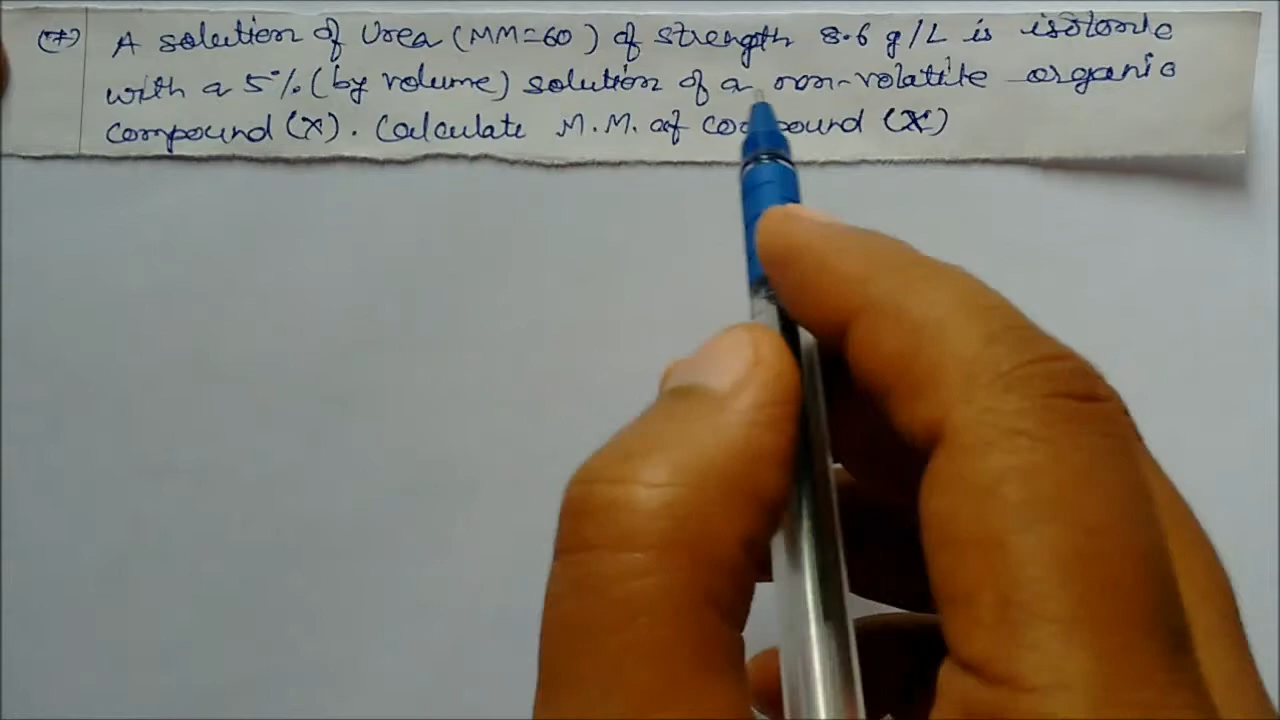 (7) A solution of Urea (MM=60) of strength 8.6 g/L is isotonic
with a 5% (by volume) solution of a non-volatile organic
compound (X). Calculate M.M. of compound (X)